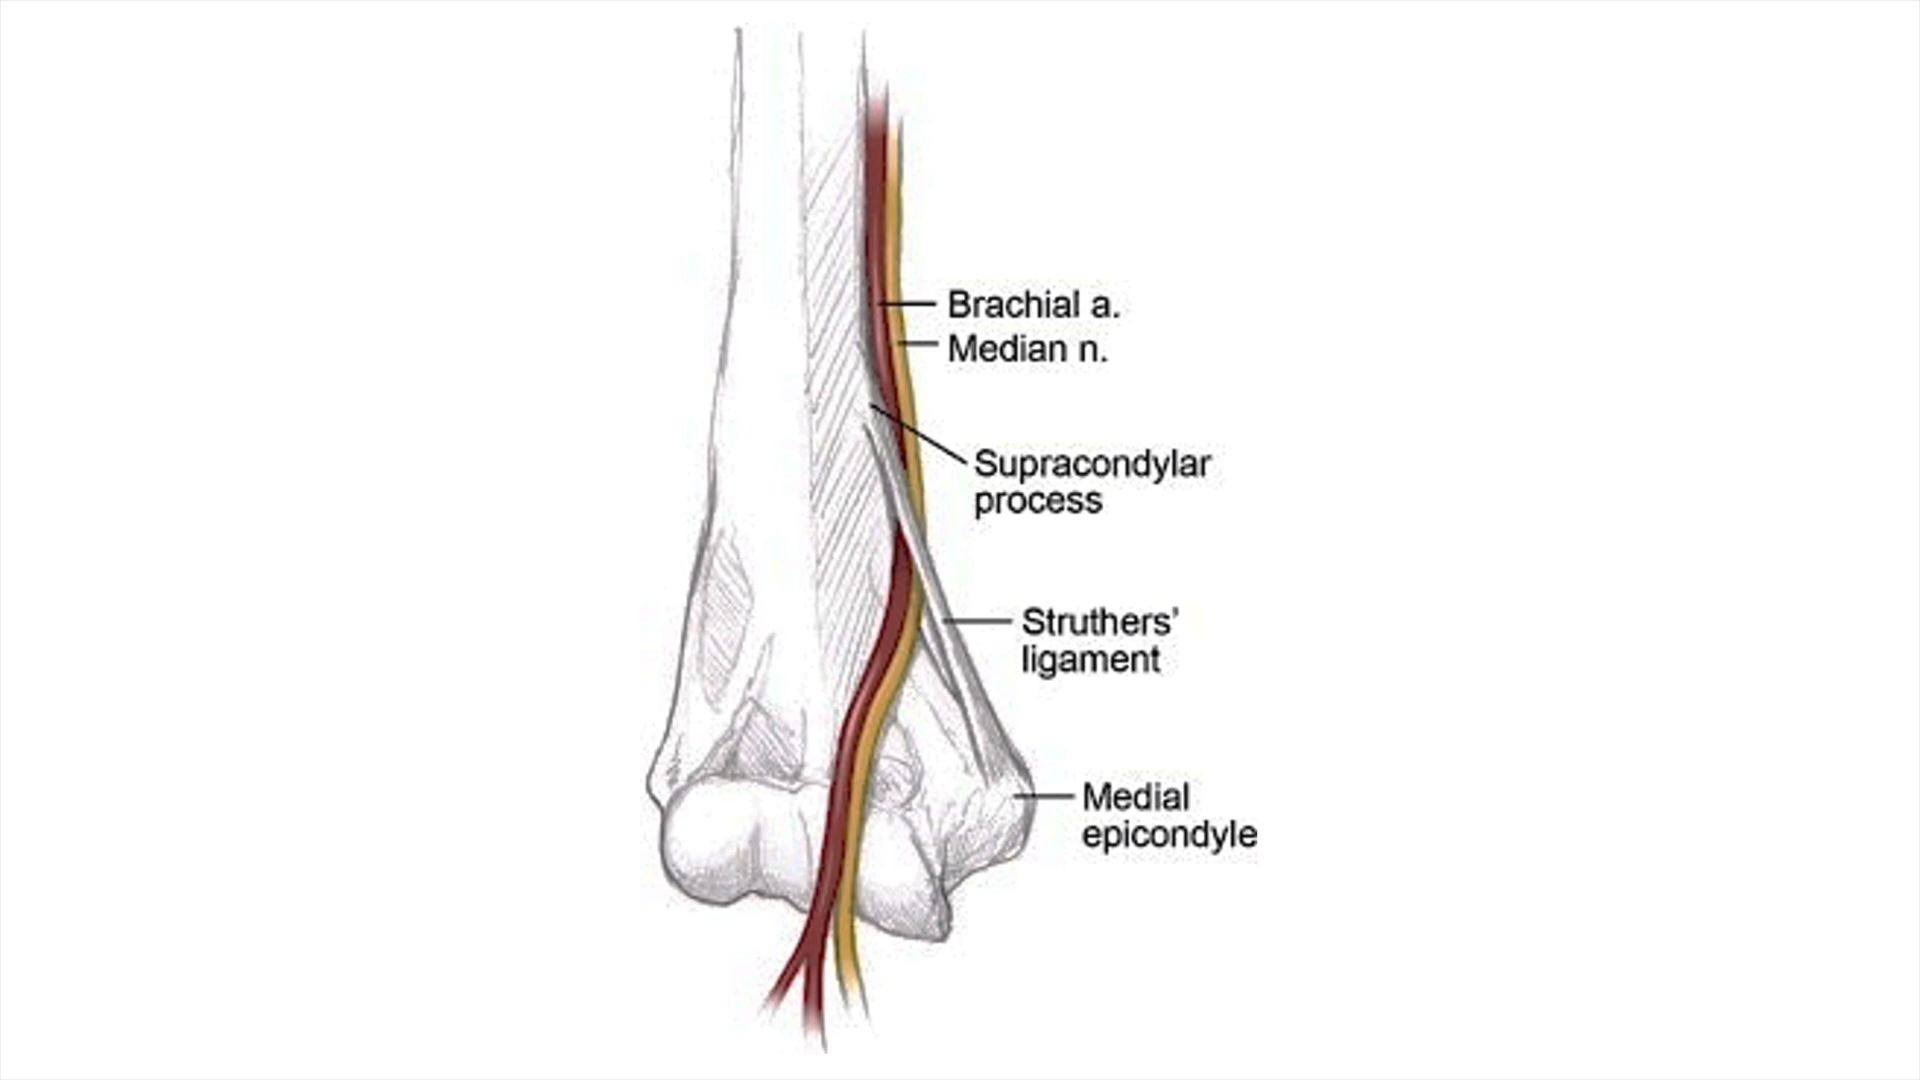 Brachial a.
Median n.
Supracondylar
process
Struthers’
ligament
Medial
epicondyle